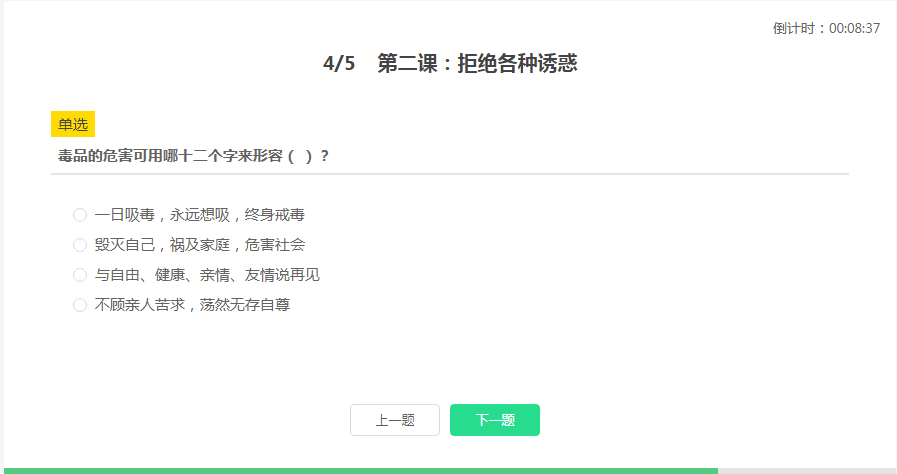 倒计时：00:08:37
4/5 第二课：拒绝各种诱惑
单选
毒品的危害可用哪十二个字来形容（ ）？
一日吸毒，永远想吸，终身戒毒
毁灭自己，祸及家庭，危害社会
与自由、健康、亲情、友情说再见
不顾亲人苦求，荡然无存自尊
上一题 下一题